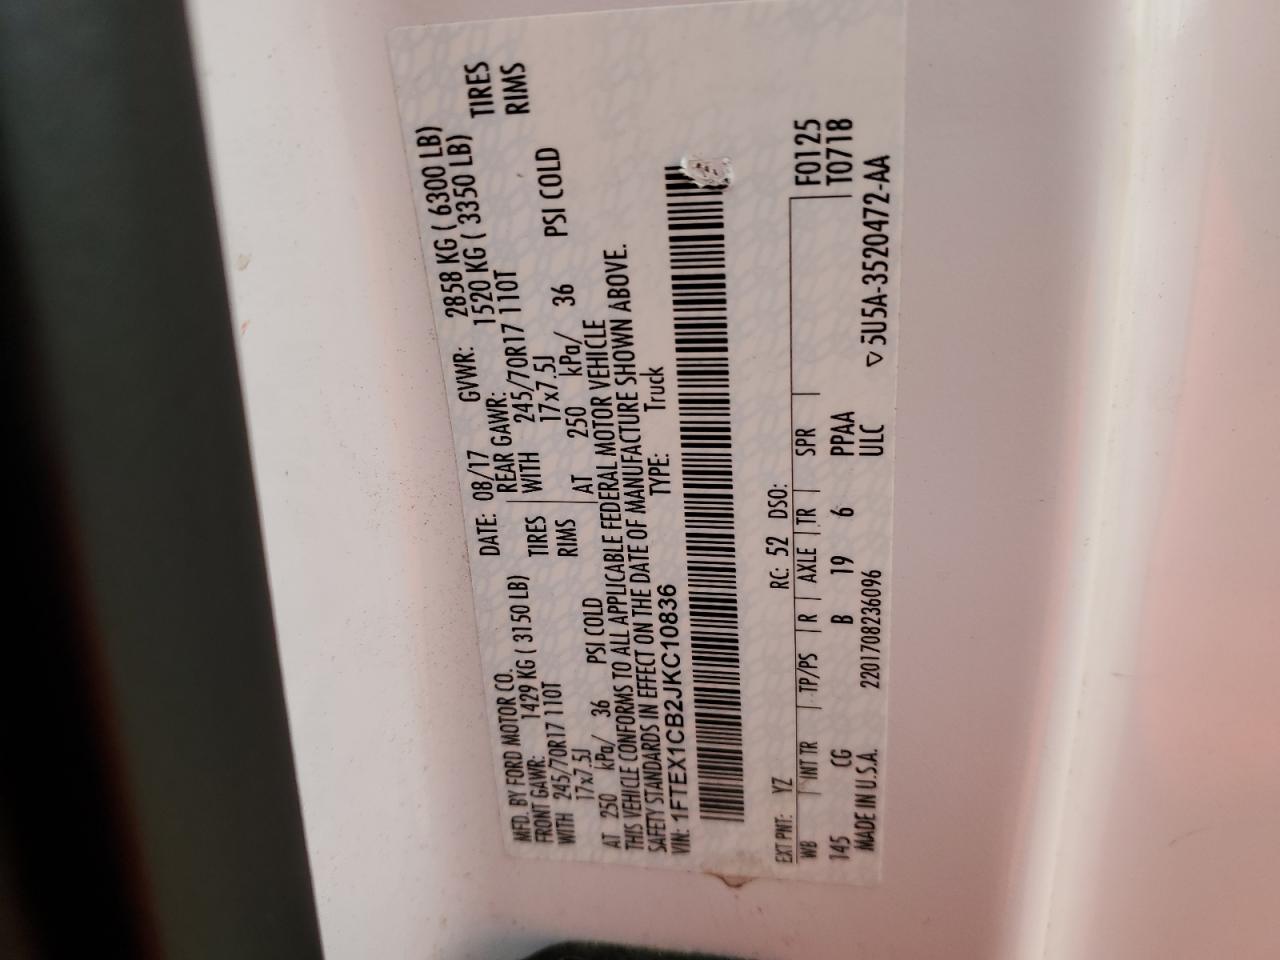 MFD. BY FORD MOTOR CO. DATE: 08/17 GVWR: 2858 KG ( 6300 LB)
FRONT GAWR: 1429 KG ( 3150 LB) REAR GAWR: 1520 KG ( 3350 LB)
WITH 245/70R17 110T TIRES WITH 245/70R17 110T TIRES
17x7.5J RIMS 17x7.5J RIMS
AT 250 kPa/ 36 PSI COLD AT 250 kPa/ 36 PSI COLD
THIS VEHICLE CONFORMS TO ALL APPLICABLE FEDERAL MOTOR VEHICLE
SAFETY STANDARDS IN EFFECT ON THE DATE OF MANUFACTURE SHOWN ABOVE.
VIN: 1FTEX1CB2JKC10836 TYPE: Truck
EXT PNT: YZ RC: 52 DSO: F0125
WB | INT TR | TP/PS | R | AXLE | TR | SPR | T0718
145 CG B 19 6 PPAA
MADE IN U.S.A. 2201708236096 ULC ▽ 5U5A-3520472-AA